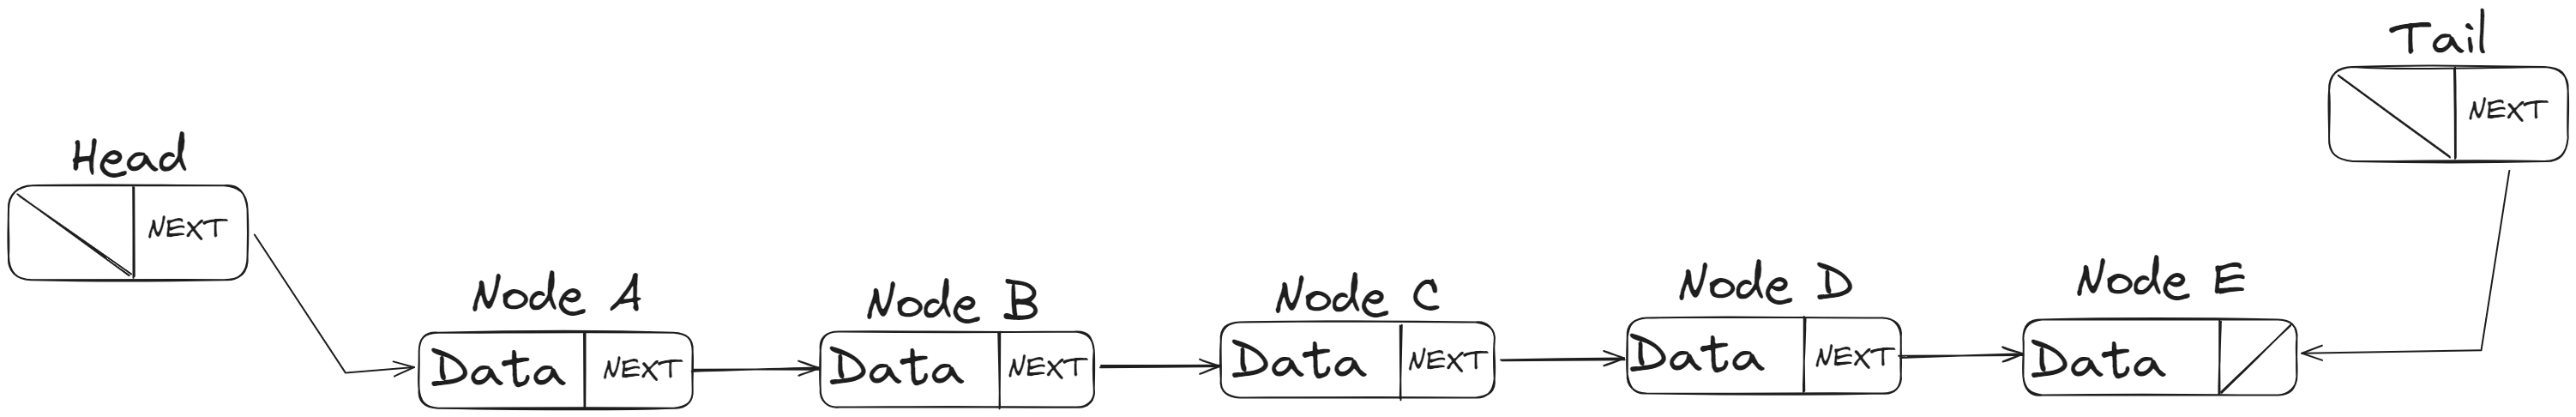 Head
NEXT
Node A
Data NEXT
Node B
Data NEXT
Node C
Data NEXT
Node D
Data NEXT
Node E
Data
Tail
NEXT